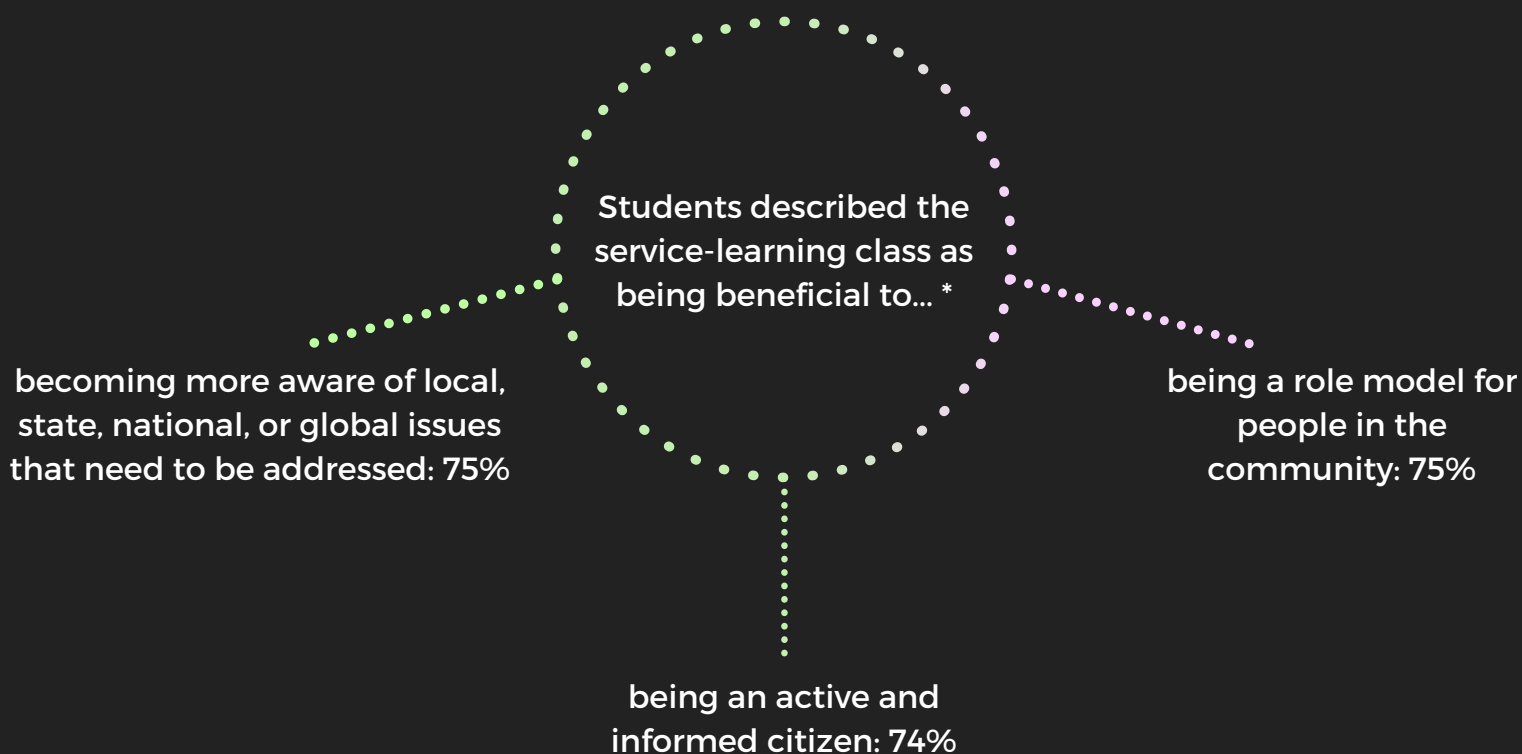 Students described the
service-learning class as
being beneficial to... *
becoming more aware of local,
state, national, or global issues
that need to be addressed: 75%
being a role model for
people in the
community: 75%
being an active and
informed citizen: 74%